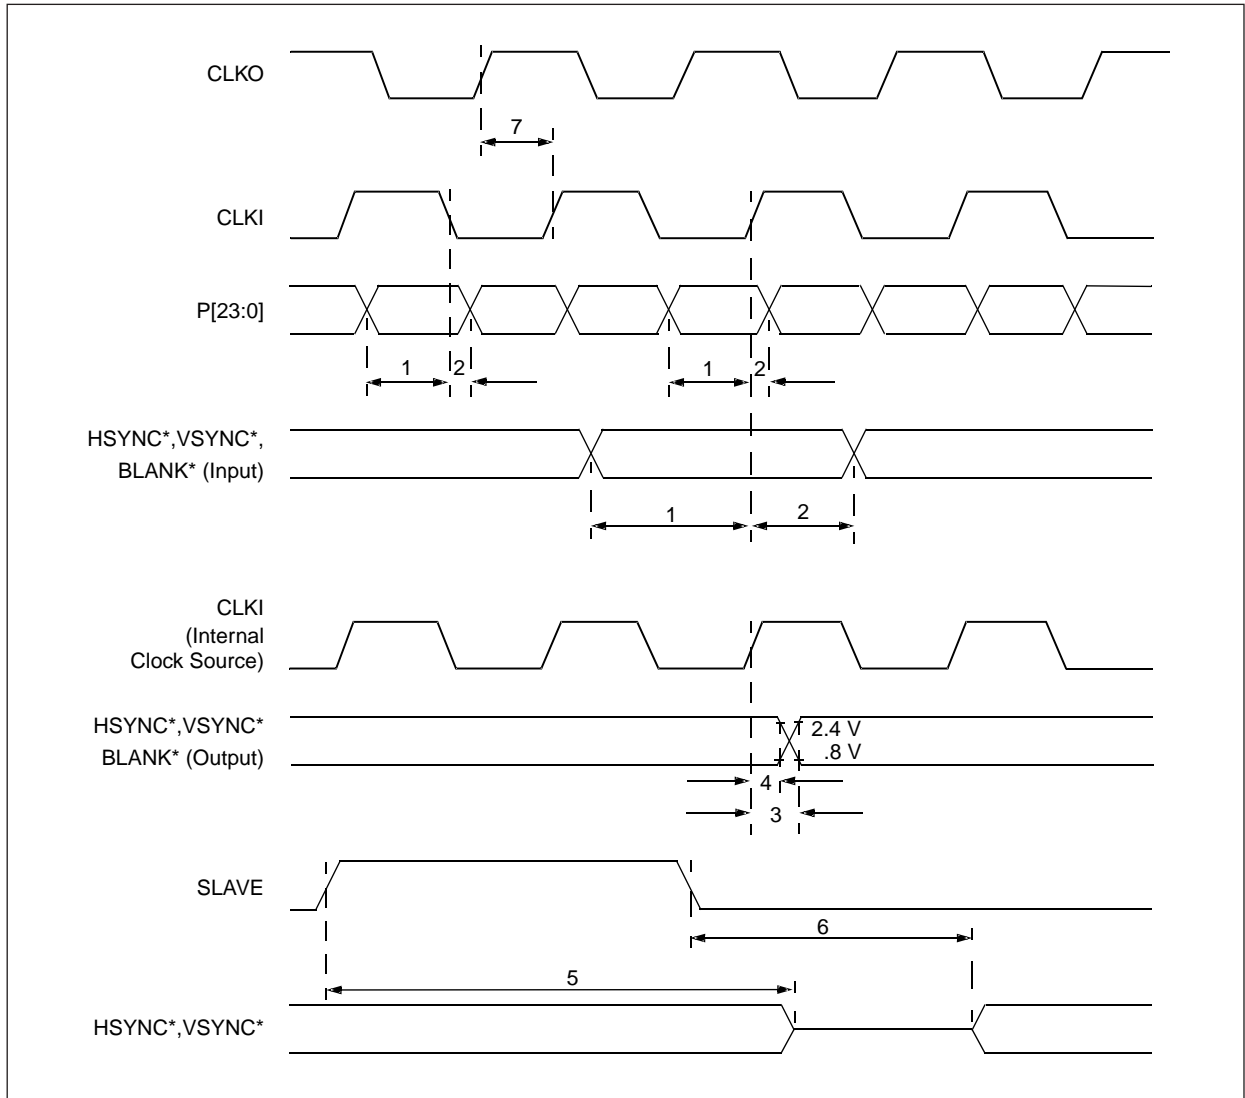 CLKO
7
CLKI
P[23:0]
1 2 1 2
HSYNC*,VSYNC*,
BLANK* (Input)
1 2
CLKI
(Internal
Clock Source)
HSYNC*,VSYNC* 2.4 V
BLANK* (Output) .8 V
4
3
SLAVE
6
5
HSYNC*,VSYNC*